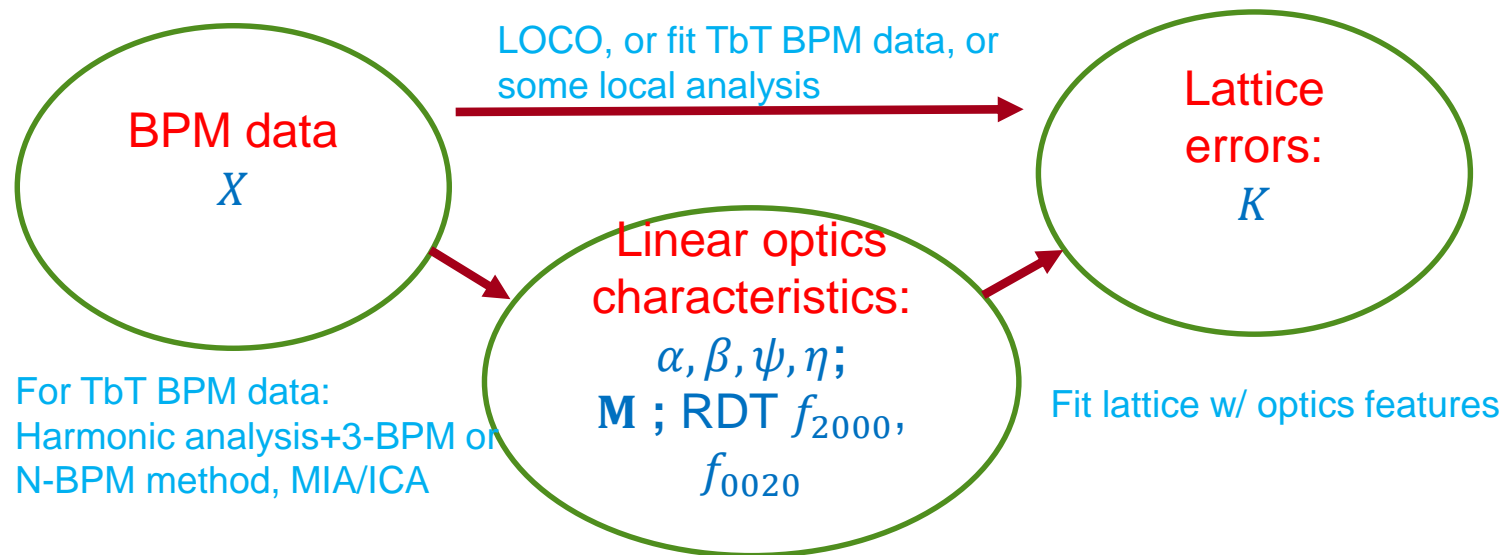 LOCO, or fit TbT BPM data, or
some local analysis
BPM data
X
Lattice
errors:
K
Linear optics
characteristics:
α, β, ψ, η;
M ; RDT f₂₀₀₀,
f₀₀₂₀
For TbT BPM data:
Harmonic analysis+3-BPM or
N-BPM method, MIA/ICA
Fit lattice w/ optics features